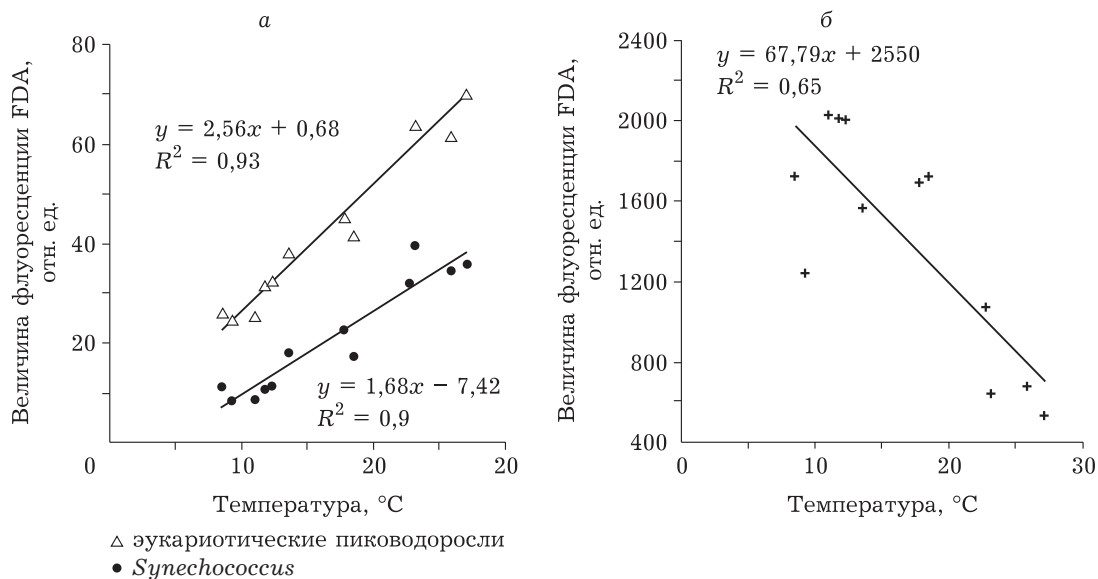 а
Величина флуоресценции FDA,
отн. ед.
80
60
40
20
0
10
20
20
y = 2,56x + 0,68
R² = 0,93
y = 1,68x − 7,42
R² = 0,9
Температура, °C
△ эукариотические пиководоросли
● Synechococcus
б
Величина флуоресценции FDA,
отн. ед.
2400
2000
1600
1200
800
400
0
10
20
30
y = 67,79x + 2550
R² = 0,65
Температура, °C